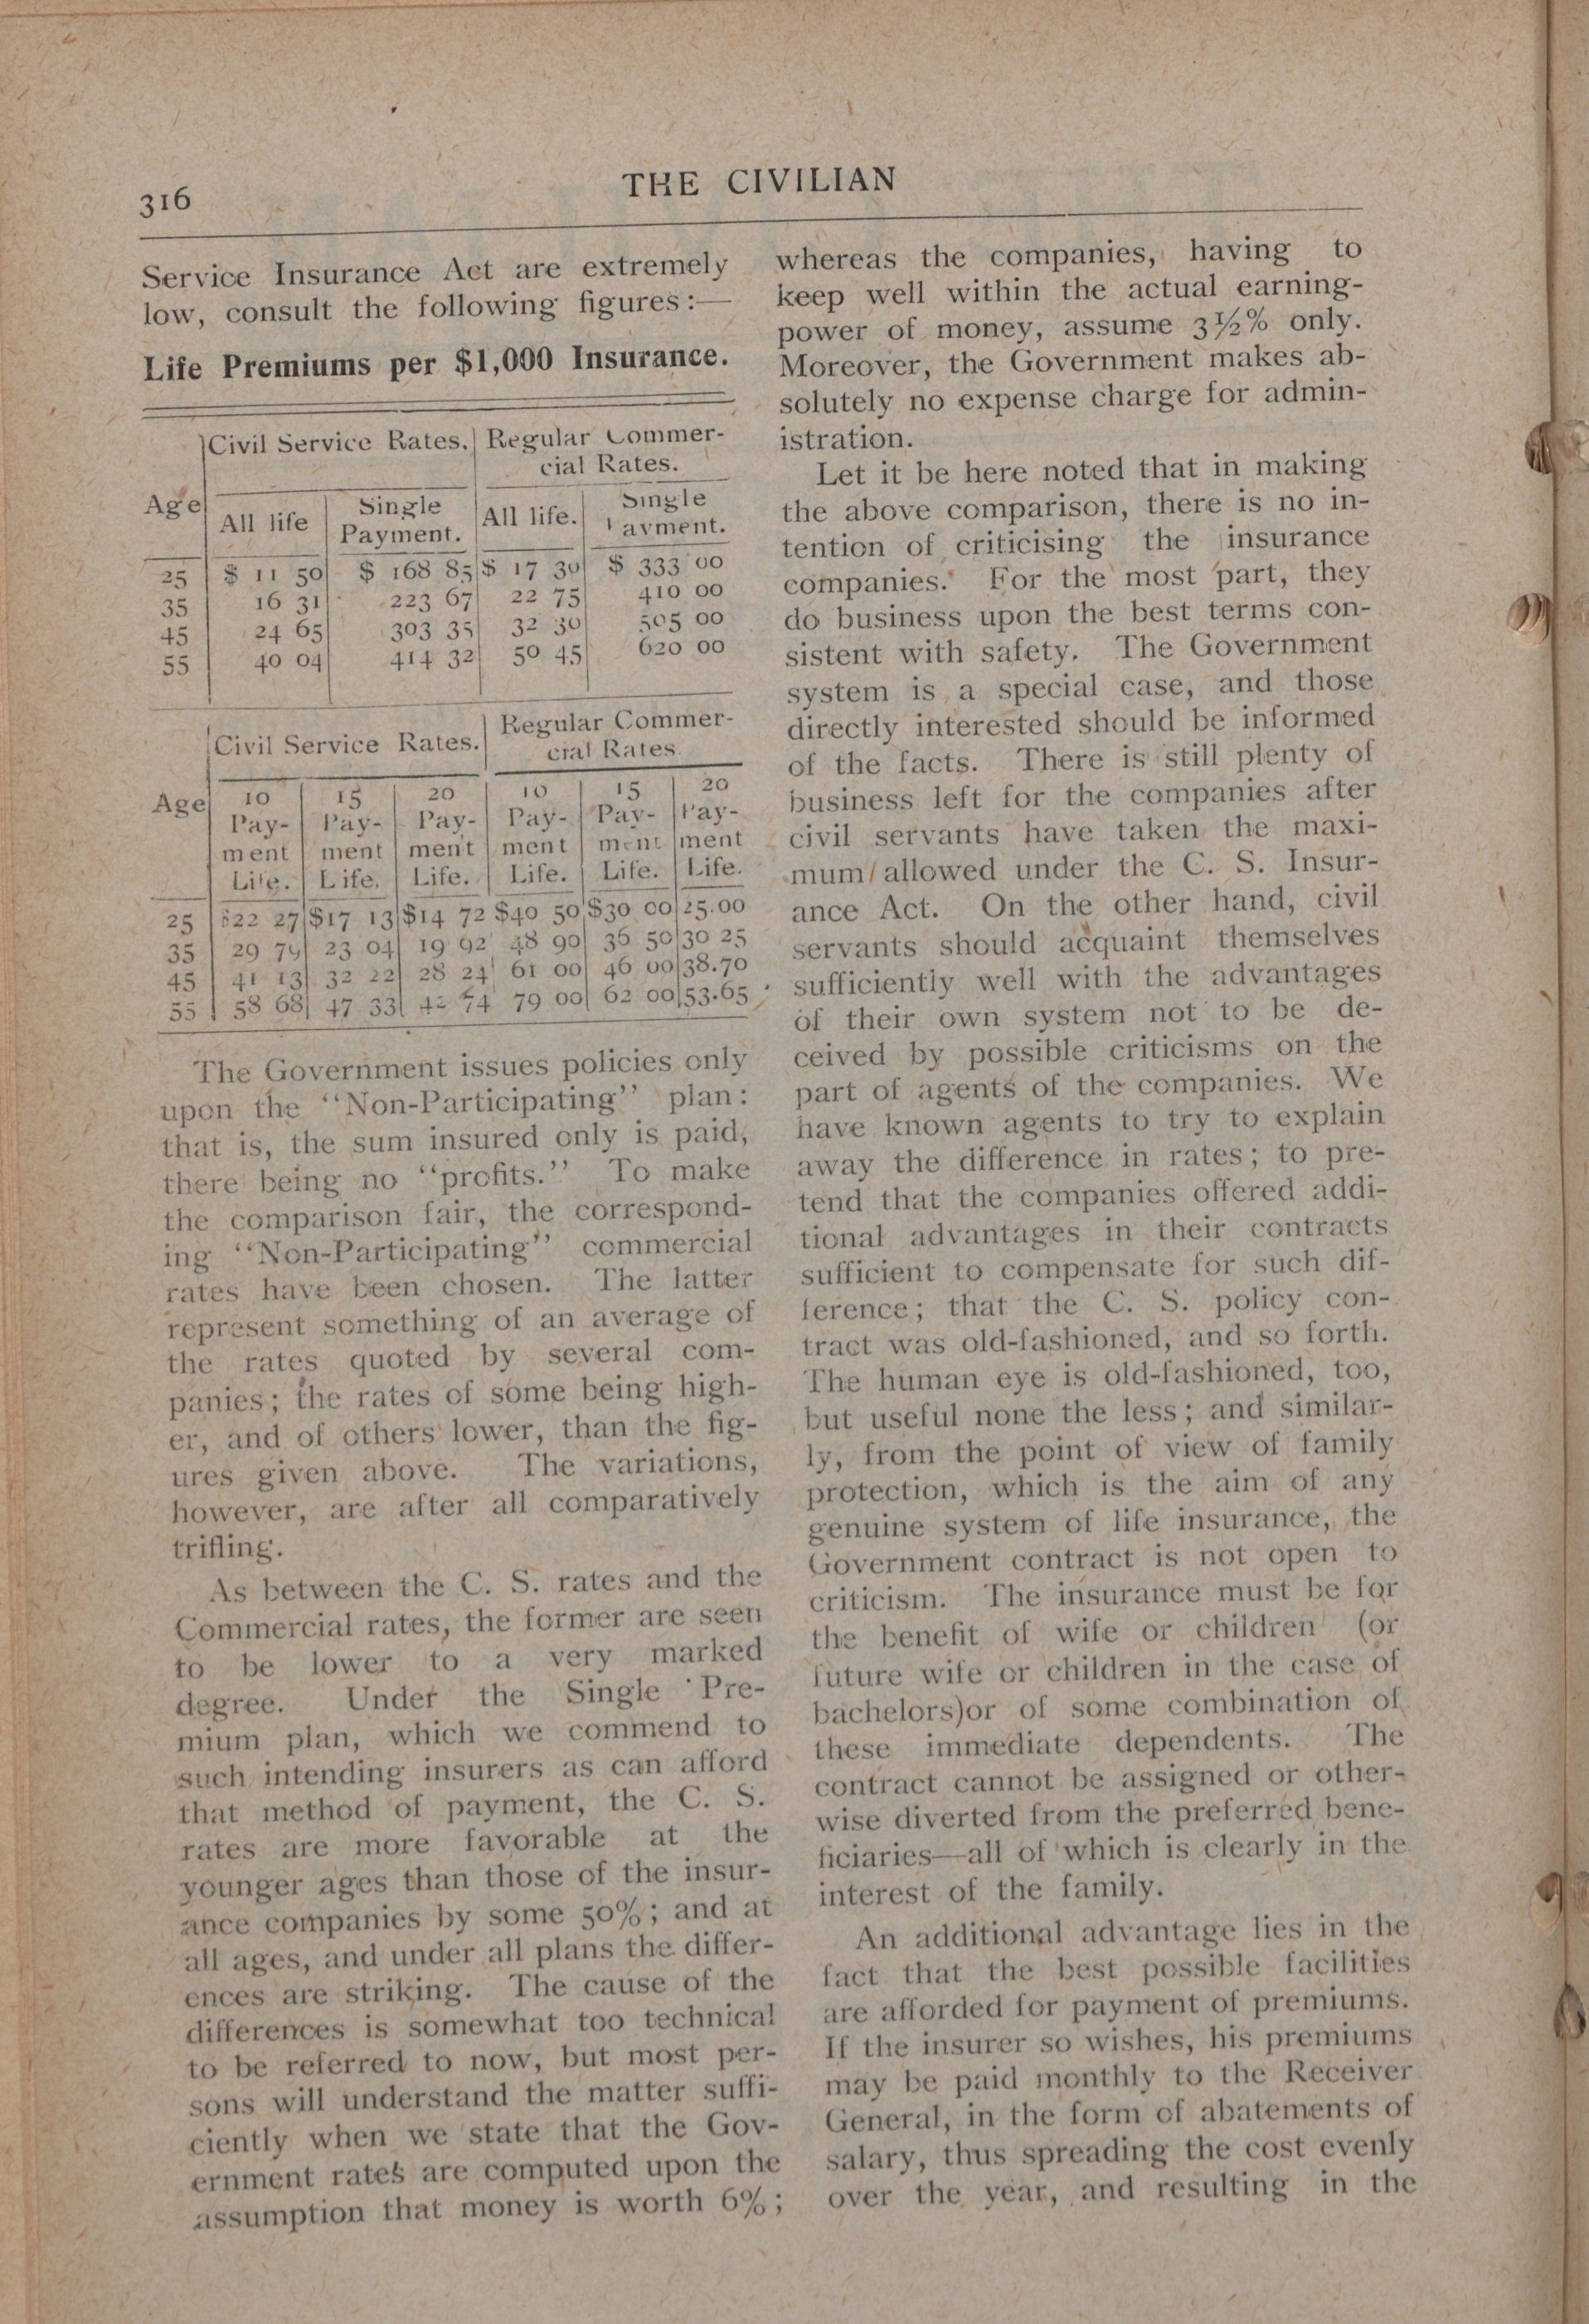 316
THE CIVILIAN
Service Insurance Act are extremely
low, consult the following figures:—
Life Premiums per $1,000 Insurance.
Civil Service Rates. Regular Commer-
cial Rates.
Age All life Single Payment. All life. Single Payment.
25 $ 11 50 $ 168 85 $ 17 30 $ 333 00
35 16 31 223 67 22 75 410 00
45 24 65 303 35 32 30 505 00
55 40 04 414 32 50 45 620 00
Civil Service Rates. Regular Commer-
cial Rates
Age 10 15 20 10 15 20
Pay- Pay- Pay- Pay- Pay- Pay-
ment ment ment ment ment ment
Life. Life. Life. Life. Life. Life.
25 $22 27 $17 13 $14 72 $40 50 $30 00 25.00
35 29 79 23 04 19 92 48 90 36 50 30 25
45 41 13 32 22 28 24 61 00 46 00 38.70
55 58 68 47 33 74 79 00 62 00 53.65
The Government issues policies only
upon the "Non-Participating" plan:
that is, the sum insured only is paid,
there being no "profits." To make
the comparison fair, the correspond-
ing "Non-Participating" commercial
rates have been chosen. The latter
represent something of an average of
the rates quoted by several com-
panies; the rates of some being high-
er, and of others lower, than the fig-
ures given above. The variations,
however, are after all comparatively
trifling.
As between the C. S. rates and the
Commercial rates, the former are seen
to be lower to a very marked
degree. Under the Single Pre-
mium plan, which we commend to
such intending insurers as can afford
that method of payment, the C. S.
rates are more favorable at the
younger ages than those of the insur-
ance companies by some 50%; and at
all ages, and under all plans the differ-
ences are striking. The cause of the
differences is somewhat too technical
to be referred to now, but most per-
sons will understand the matter suffi-
ciently when we state that the Gov-
ernment rates are computed upon the
assumption that money is worth 6%;
whereas the companies, having to
keep well within the actual earning-
power of money, assume 3½% only.
Moreover, the Government makes ab-
solutely no expense charge for admin-
istration.
Let it be here noted that in making
the above comparison, there is no in-
tention of criticising the insurance
companies. For the most part, they
do business upon the best terms con-
sistent with safety. The Government
system is a special case, and those
directly interested should be informed
of the facts. There is still plenty of
business left for the companies after
civil servants have taken the maxi-
mum allowed under the C. S. Insur-
ance Act. On the other hand, civil
servants should acquaint themselves
sufficiently well with the advantages
of their own system not to be de-
ceived by possible criticisms on the
part of agents of the companies. We
have known agents to try to explain
away the difference in rates; to pre-
tend that the companies offered addi-
tional advantages in their contracts
sufficient to compensate for such dif-
ference; that the C. S. policy con-
tract was old-fashioned, and so forth.
The human eye is old-fashioned, too,
but useful none the less; and similar-
ly, from the point of view of family
protection, which is the aim of any
genuine system of life insurance, the
Government contract is not open to
criticism. The insurance must be for
the benefit of wife or children (or
future wife or children in the case of
bachelors)or of some combination of
these immediate dependents. The
contract cannot be assigned or other-
wise diverted from the preferred bene-
ficiaries—all of which is clearly in the
interest of the family.
An additional advantage lies in the
fact that the best possible facilities
are afforded for payment of premiums.
If the insurer so wishes, his premiums
may be paid monthly to the Receiver
General, in the form of abatements of
salary, thus spreading the cost evenly
over the year, and resulting in the